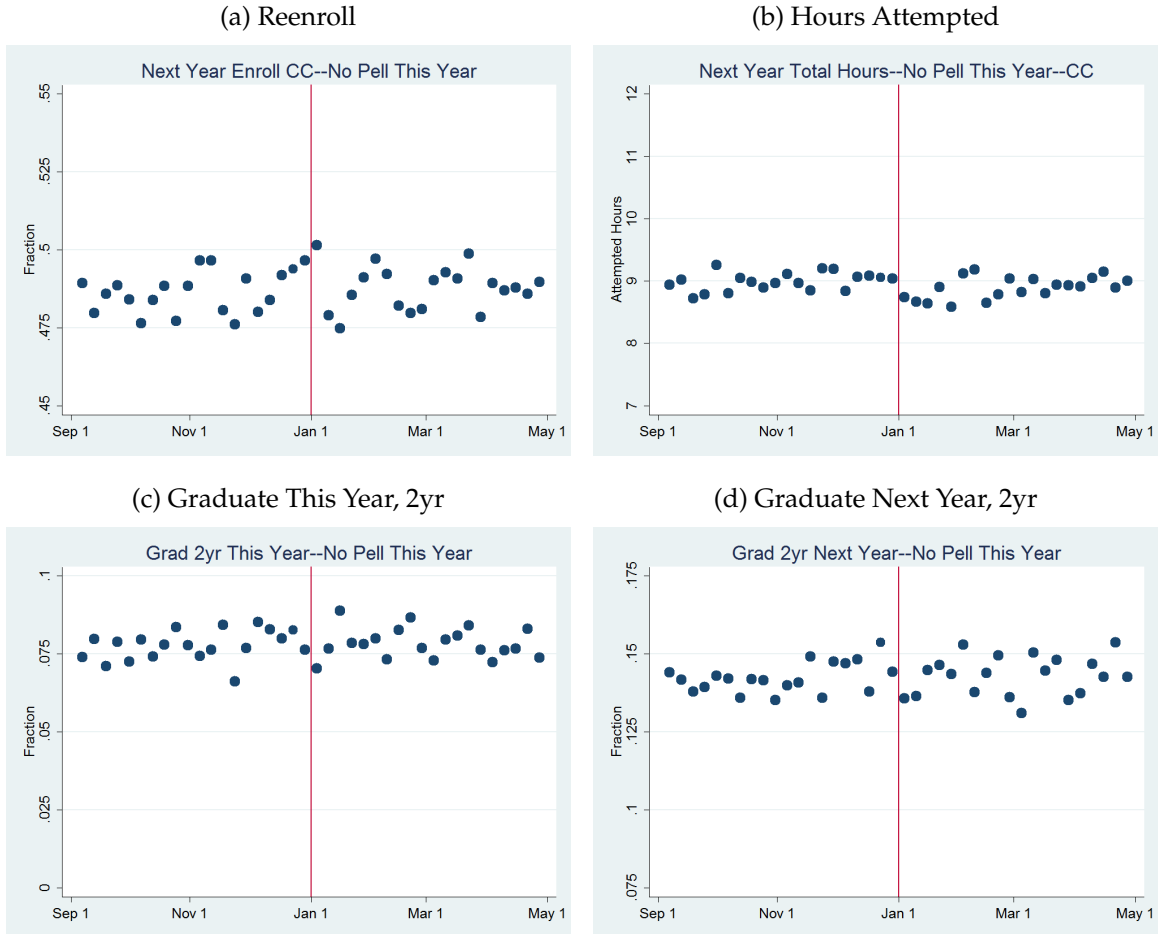 (a) Reenroll
Next Year Enroll CC--No Pell This Year
Fraction
.55
.525
.5
.475
.45
Sep 1 Nov 1 Jan 1 Mar 1 May 1
(b) Hours Attempted
Next Year Total Hours--No Pell This Year--CC
Attempted Hours
12
11
10
9
8
7
Sep 1 Nov 1 Jan 1 Mar 1 May 1
(c) Graduate This Year, 2yr
Grad 2yr This Year--No Pell This Year
Fraction
.1
.075
.05
.025
0
Sep 1 Nov 1 Jan 1 Mar 1 May 1
(d) Graduate Next Year, 2yr
Grad 2yr Next Year--No Pell This Year
Fraction
.175
.15
.125
.1
.075
Sep 1 Nov 1 Jan 1 Mar 1 May 1